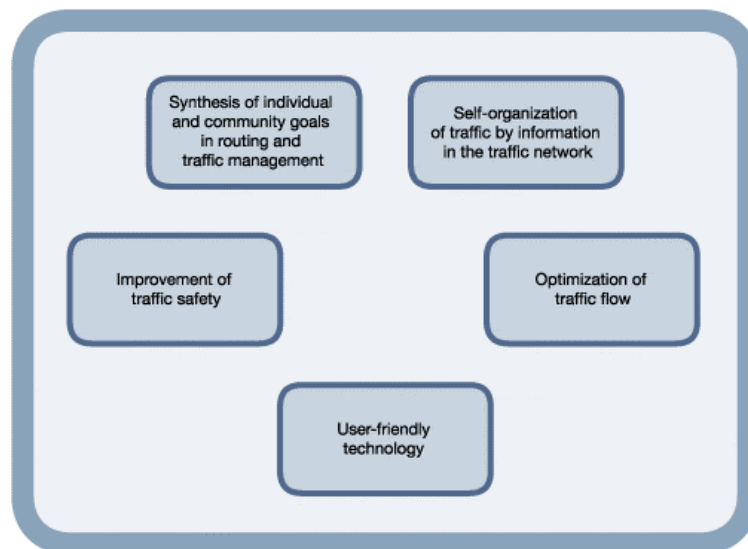 Synthesis of individual
and community goals
in routing and
traffic management
Self-organization
of traffic by information
in the traffic network
Improvement of
traffic safety
Optimization of
traffic flow
User-friendly
technology